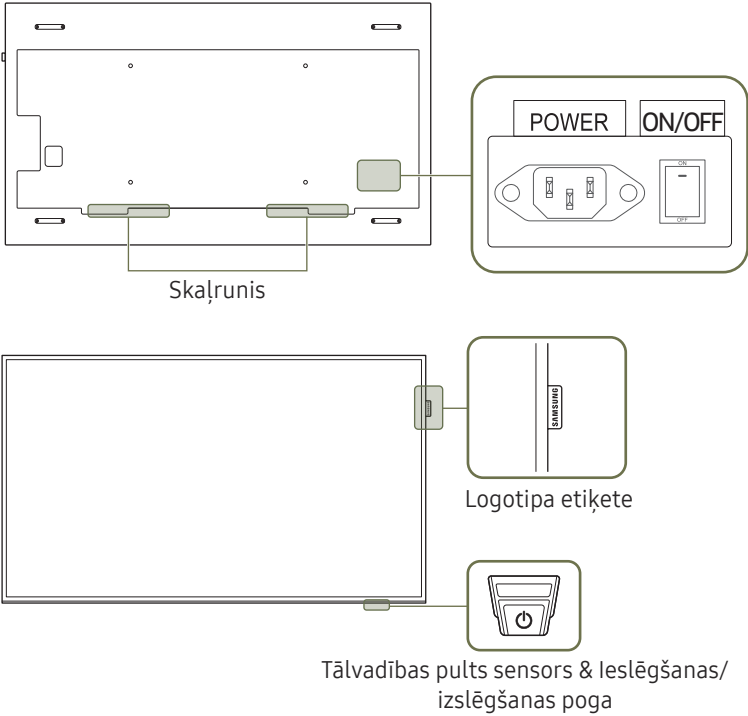 POWER ON/OFF
ON
OFF
Skaļrunis
SAMSUNG
Logotipa etiķete
Tālvadības pults sensors & Ieslēgšanas/
izslēgšanas poga